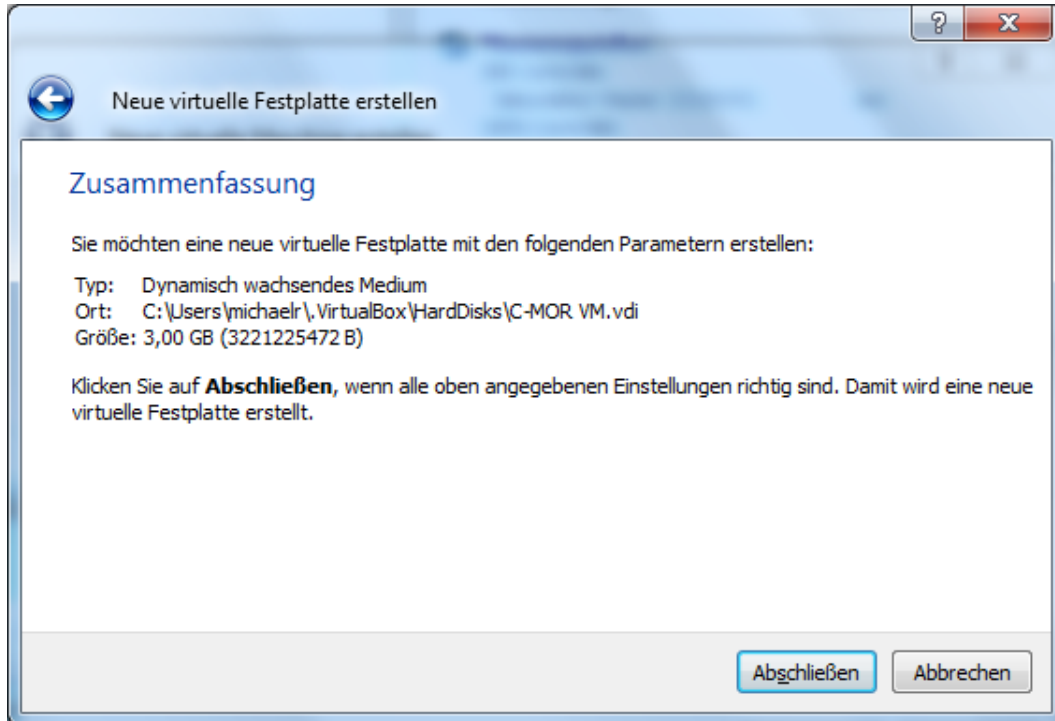 Neue virtuelle Festplatte erstellen
Zusammenfassung
Sie möchten eine neue virtuelle Festplatte mit den folgenden Parametern erstellen:
Typ: Dynamisch wachsendes Medium
Ort: C:\Users\michaelr\.VirtualBox\HardDisks\C-MOR VM.vdi
Größe: 3,00 GB (3221225472 B)
Klicken Sie auf Abschließen, wenn alle oben angegebenen Einstellungen richtig sind. Damit wird eine neue
virtuelle Festplatte erstellt.
Abschließen Abbrechen